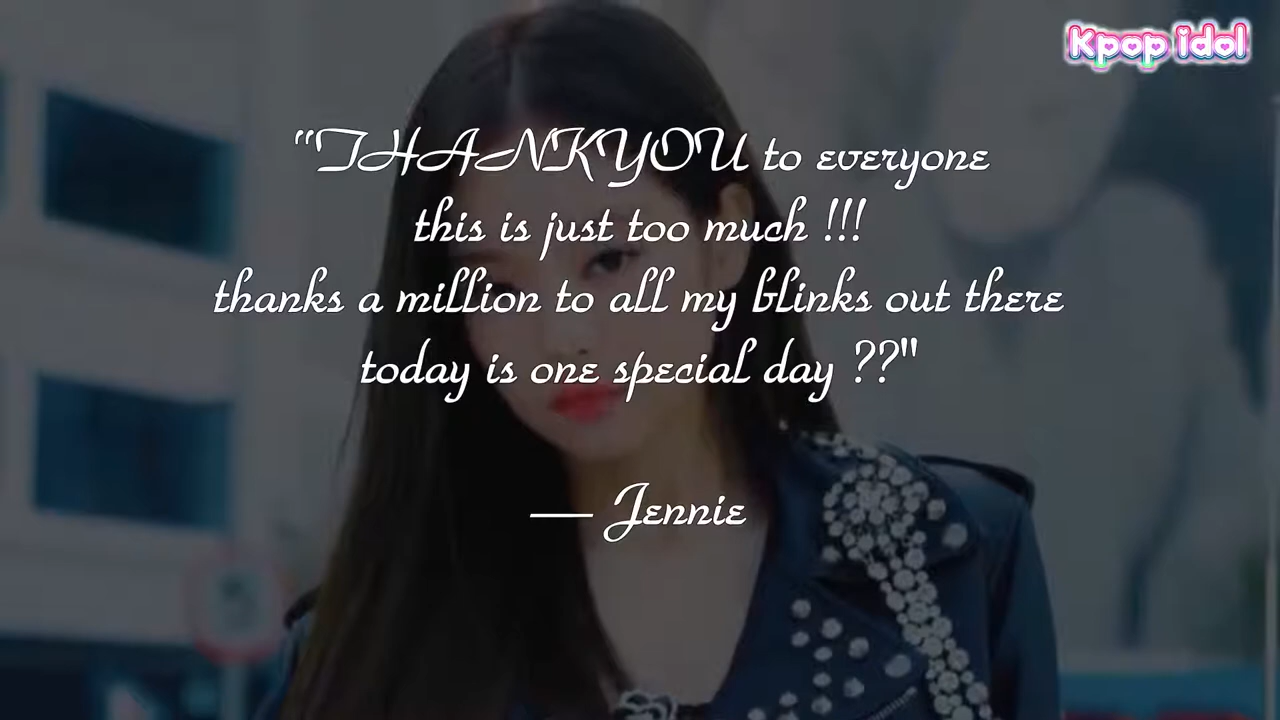 Kpop idol
"THANKYOU to everyone
this is just too much !!!
thanks a million to all my blinks out there
today is one special day ??"
— Jennie